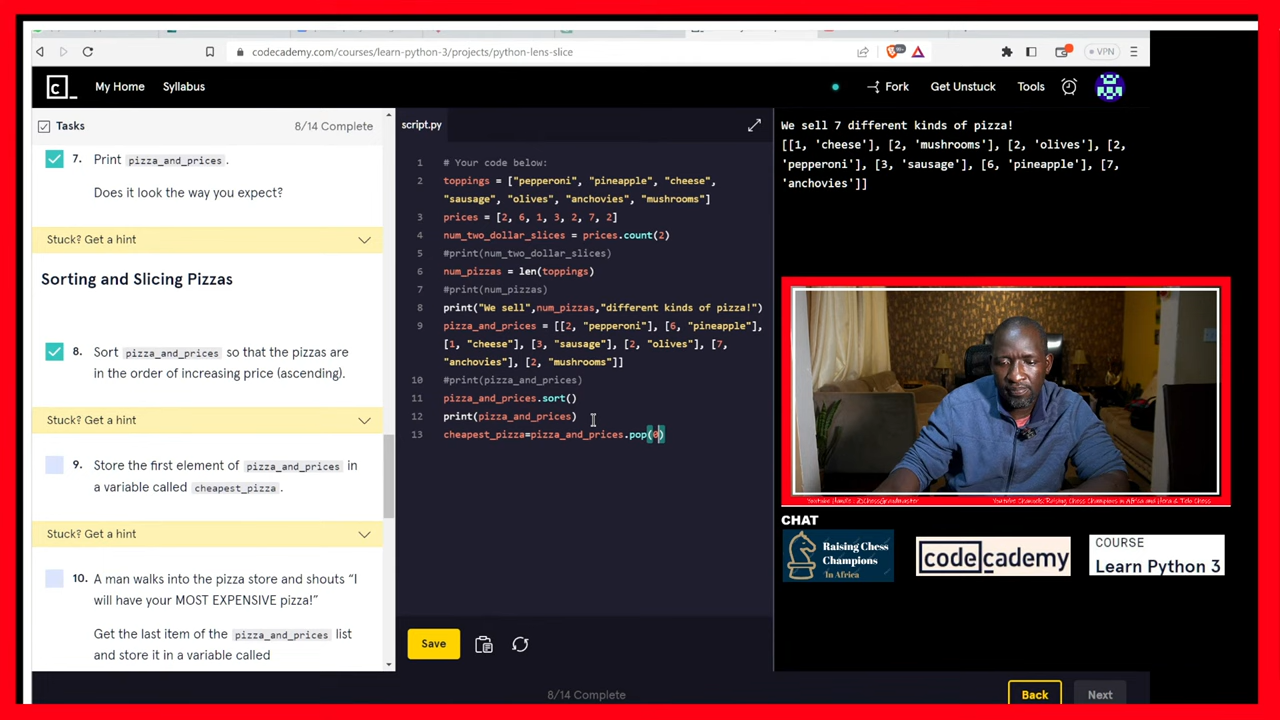 codecademy.com/courses/learn-python-3/projects/python-lens-slice
VPN
My Home
Syllabus
Fork
Get Unstuck
Tools
Tasks
8/14 Complete
7. Print pizza_and_prices.
Does it look the way you expect?
Stuck? Get a hint
Sorting and Slicing Pizzas
8. Sort pizza_and_prices so that the pizzas are
in the order of increasing price (ascending).
Stuck? Get a hint
9. Store the first element of pizza_and_prices in
a variable called cheapest_pizza.
Stuck? Get a hint
10. A man walks into the pizza store and shouts “I
will have your MOST EXPENSIVE pizza!”
Get the last item of the pizza_and_prices list
and store it in a variable called
script.py
1 # Your code below:
2 toppings = ["pepperoni", "pineapple", "cheese",
"sausage", "olives", "anchovies", "mushrooms"]
3 prices = [2, 6, 1, 3, 2, 7, 2]
4 num_two_dollar_slices = prices.count(2)
5 #print(num_two_dollar_slices)
6 num_pizzas = len(toppings)
7 #print(num_pizzas)
8 print("We sell",num_pizzas,"different kinds of pizza!")
9 pizza_and_prices = [[2, "pepperoni"], [6, "pineapple"],
[1, "cheese"], [3, "sausage"], [2, "olives"], [7,
"anchovies"], [2, "mushrooms"]]
10 #print(pizza_and_prices)
11 pizza_and_prices.sort()
12 print(pizza_and_prices)
13 cheapest_pizza=pizza_and_prices.pop(0)
Save
8/14 Complete
Back
Next
We sell 7 different kinds of pizza!
[[1, 'cheese'], [2, 'mushrooms'], [2, 'olives'], [2,
'pepperoni'], [3, 'sausage'], [6, 'pineapple'], [7,
'anchovies']]
CHAT
Raising Chess
Champions
In Africa
codecademy
COURSE
Learn Python 3